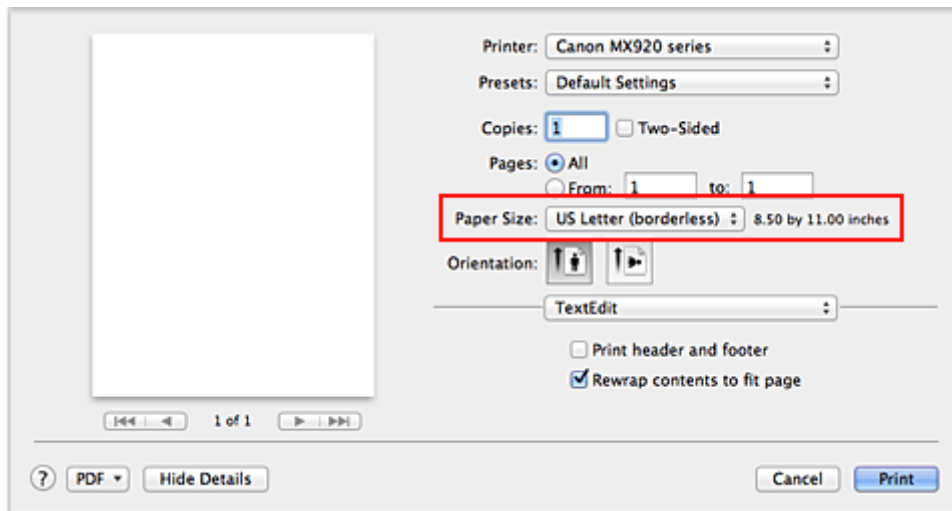 Printer: Canon MX920 series
Presets: Default Settings
Copies: 1 Two-Sided
Pages: All
From: 1 to: 1
Paper Size: US Letter (borderless) 8.50 by 11.00 inches
Orientation:
TextEdit
Print header and footer
Rewrap contents to fit page
1 of 1
? PDF Hide Details Cancel Print